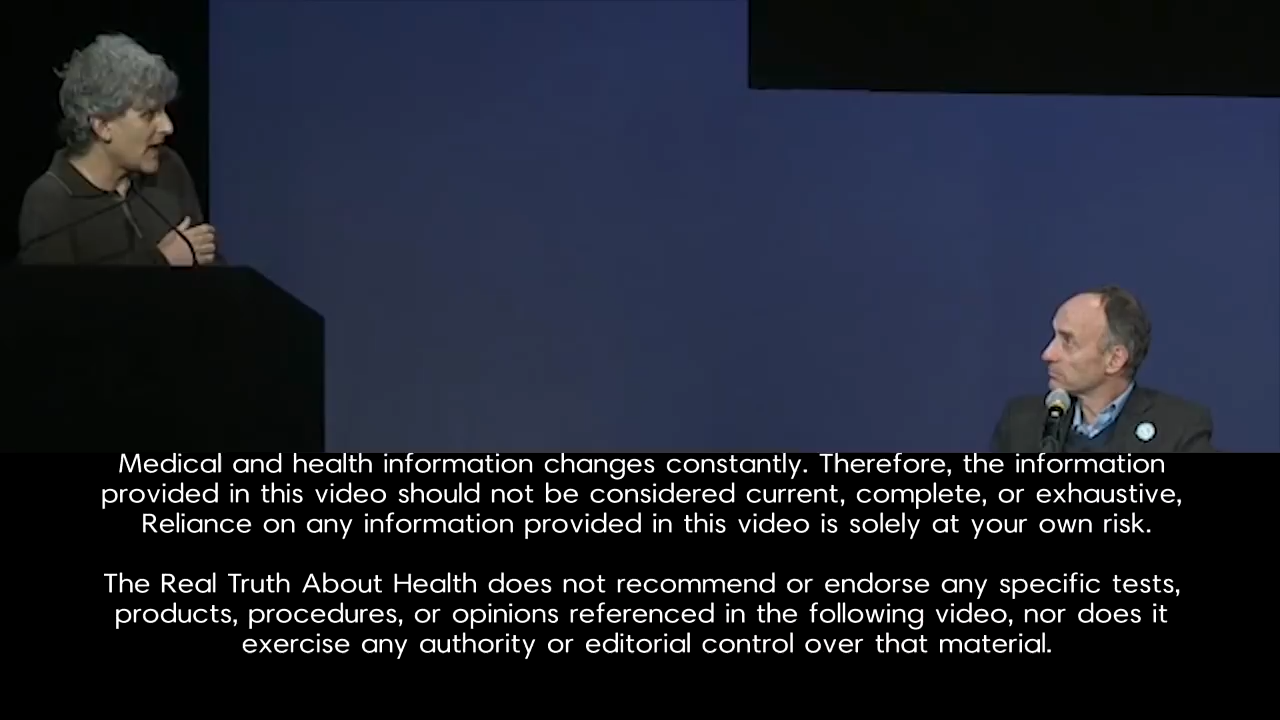 Medical and health information changes constantly. Therefore, the information
provided in this video should not be considered current, complete, or exhaustive,
Reliance on any information provided in this video is solely at your own risk.
The Real Truth About Health does not recommend or endorse any specific tests,
products, procedures, or opinions referenced in the following video, nor does it
exercise any authority or editorial control over that material.